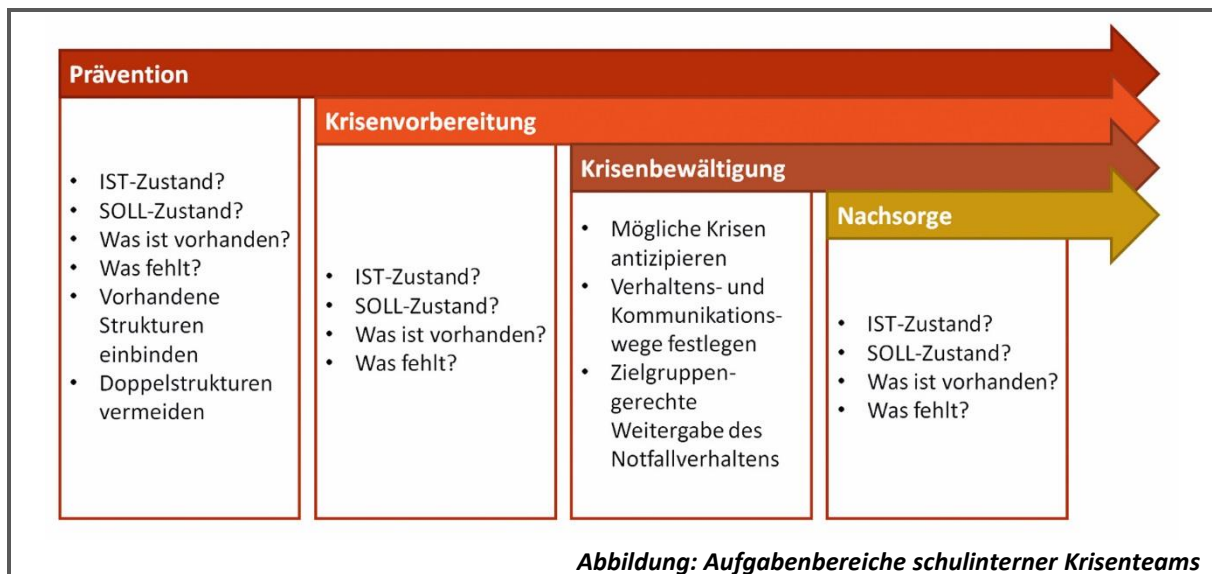 Prävention
• IST-Zustand?
• SOLL-Zustand?
• Was ist vorhanden?
• Was fehlt?
• Vorhandene
Strukturen
einbinden
• Doppelstrukturen
vermeiden
Krisenvorbereitung
• IST-Zustand?
• SOLL-Zustand?
• Was ist vorhanden?
• Was fehlt?
Krisenbewältigung
• Mögliche Krisen
antizipieren
• Verhaltens- und
Kommunikations-
wege festlegen
• Zielgruppen-
gerechte
Weitergabe des
Notfallverhaltens
Nachsorge
• IST-Zustand?
• SOLL-Zustand?
• Was ist vorhanden?
• Was fehlt?
Abbildung: Aufgabenbereiche schulinterner Krisenteams